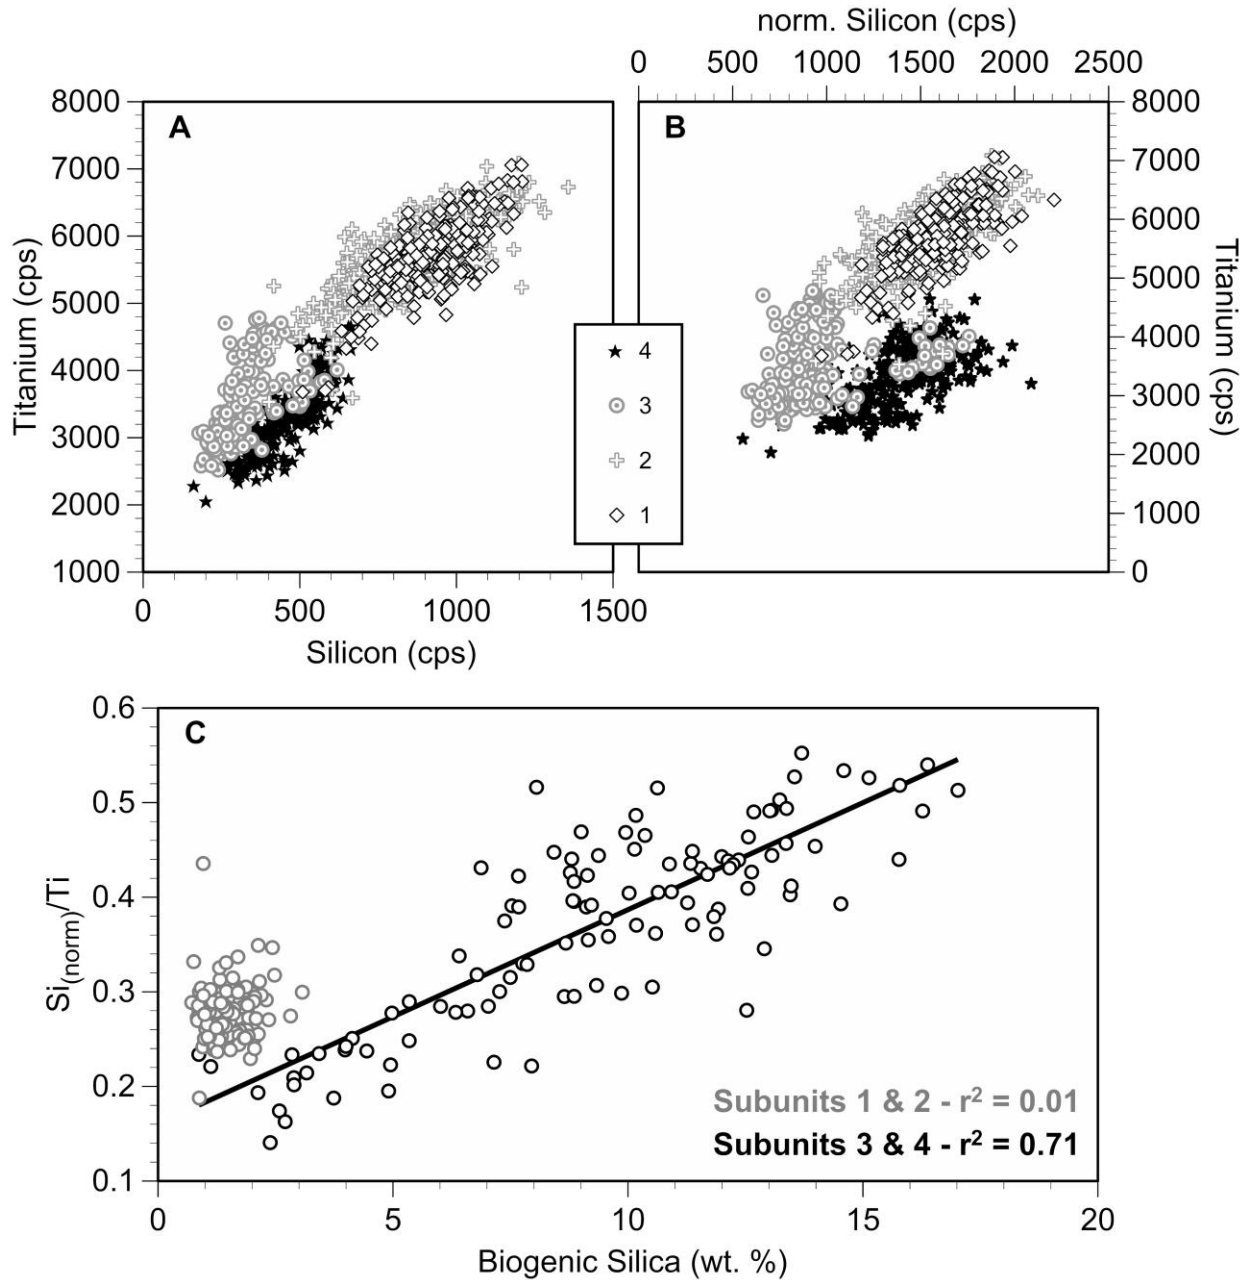 norm. Silicon (cps)
0 500 1000 1500 2000 2500
A
8000
7000
6000
5000
4000
3000
2000
1000
Titanium (cps)
0 500 1000 1500
Silicon (cps)
B
8000
7000
6000
5000
4000
3000
2000
1000
0
Titanium (cps)
4
3
2
1
C
0.6
0.5
0.4
0.3
0.2
0.1
Si(norm)/Ti
Subunits 1 & 2 - r² = 0.01
Subunits 3 & 4 - r² = 0.71
0 5 10 15 20
Biogenic Silica (wt. %)